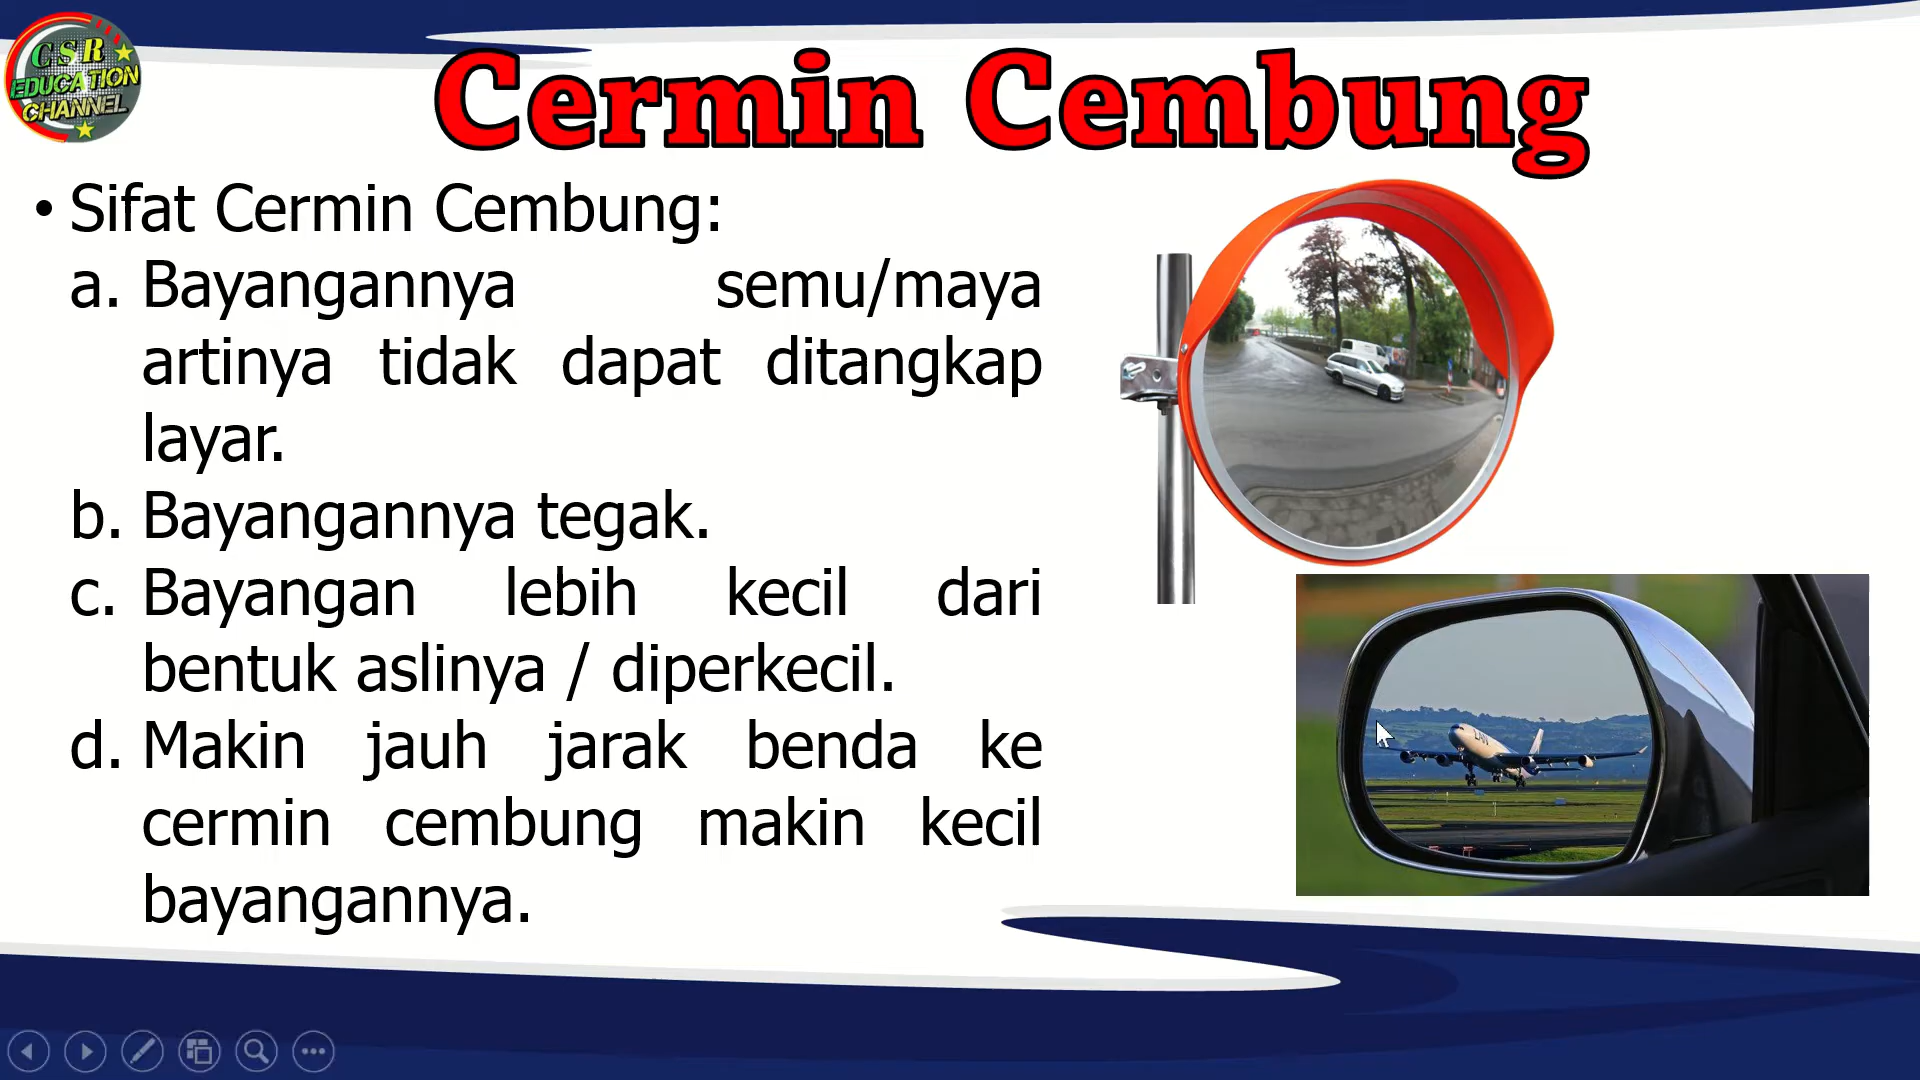 CSR
EDUCATION
CHANNEL
Cermin Cembung
• Sifat Cermin Cembung:
a. Bayangannya semu/maya
artinya tidak dapat ditangkap
layar.
b. Bayangannya tegak.
c. Bayangan lebih kecil dari
bentuk aslinya / diperkecil.
d. Makin jauh jarak benda ke
cermin cembung makin kecil
bayangannya.